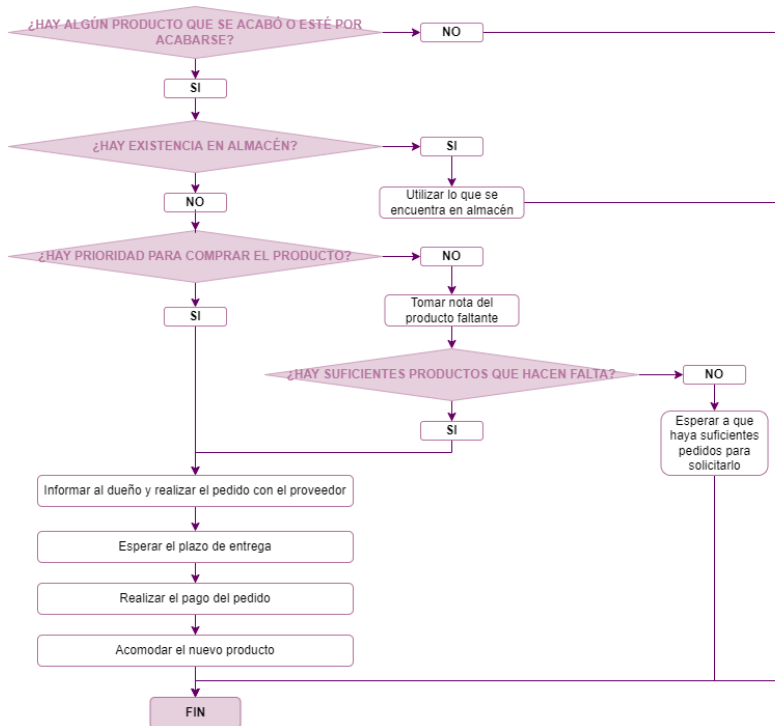 ¿HAY ALGÚN PRODUCTO QUE SE ACABÓ O ESTÉ POR
ACABARSE?
NO
SI
¿HAY EXISTENCIA EN ALMACÉN?
SI
Utilizar lo que se
encuentra en almacén
NO
¿HAY PRIORIDAD PARA COMPRAR EL PRODUCTO?
NO
SI
Tomar nota del
producto faltante
¿HAY SUFICIENTES PRODUCTOS QUE HACEN FALTA?
NO
SI
Esperar a que
haya suficientes
pedidos para
solicitarlo
Informar al dueño y realizar el pedido con el proveedor
Esperar el plazo de entrega
Realizar el pago del pedido
Acomodar el nuevo producto
FIN